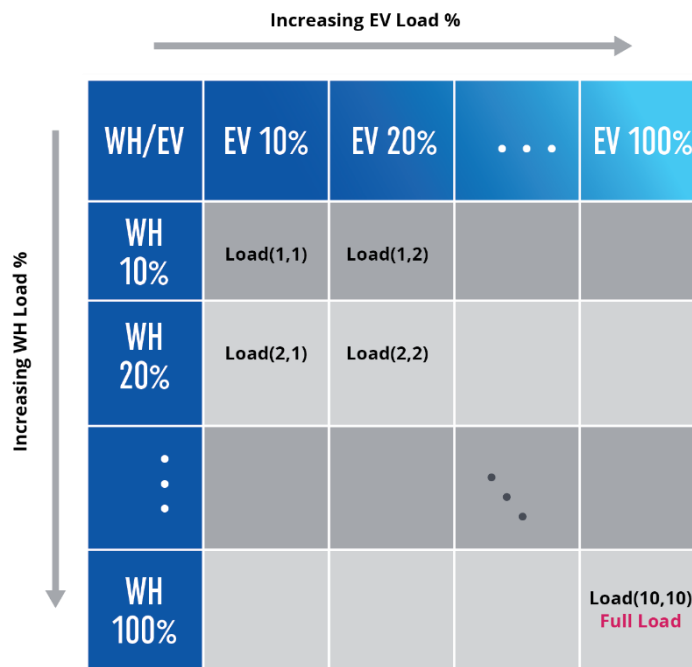 Increasing EV Load %
Increasing WH Load %
WH/EV EV 10% EV 20% . . . EV 100%
WH
10%
Load(1,1) Load(1,2)
WH
20%
Load(2,1) Load(2,2)
WH
100%
Load(10,10)
Full Load